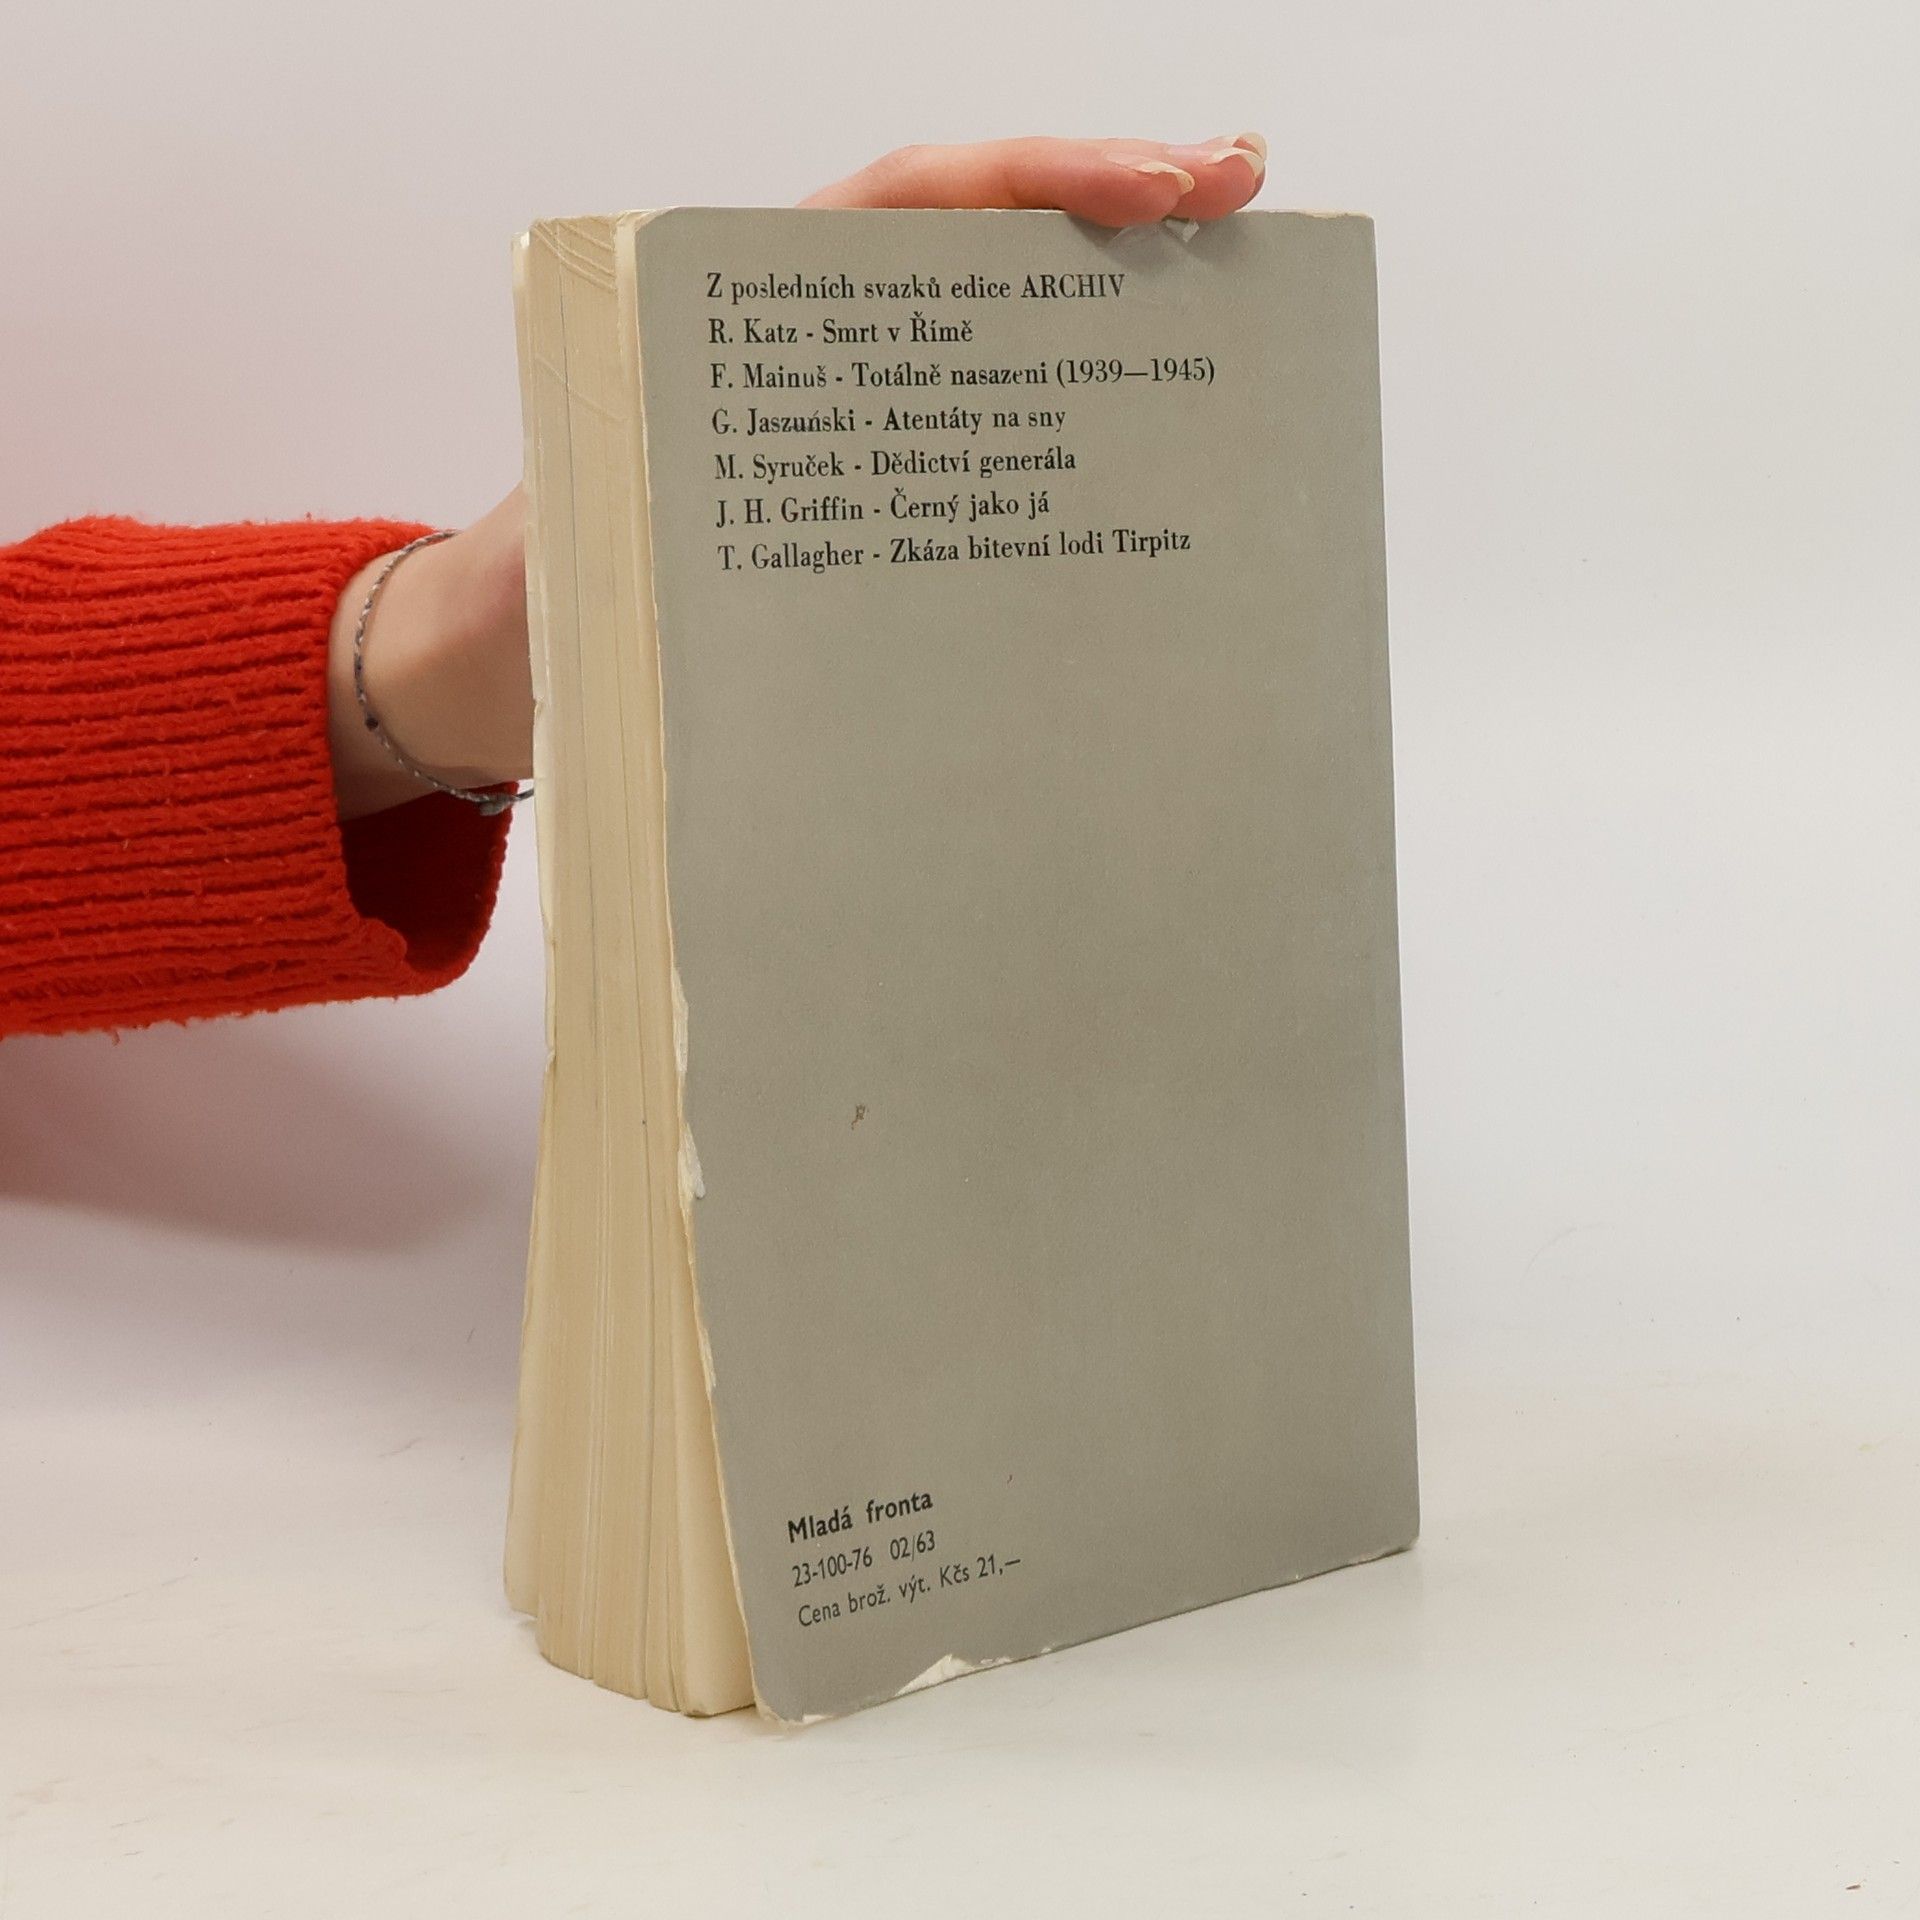 Z posledních svazků edice ARCHIV
R. Katz - Smrt v Římě
F. Mainuš - Totálně nasazeni (1939—1945)
G. Jaszuński - Atentáty na sny
M. Syruček - Dědictví generála
J. H. Griffin - Černý jako já
T. Gallagher - Zkáza bitevní lodi Tirpitz
Mladá fronta
23-100-76 02/63
Cena brož. výt. Kčs 21,—